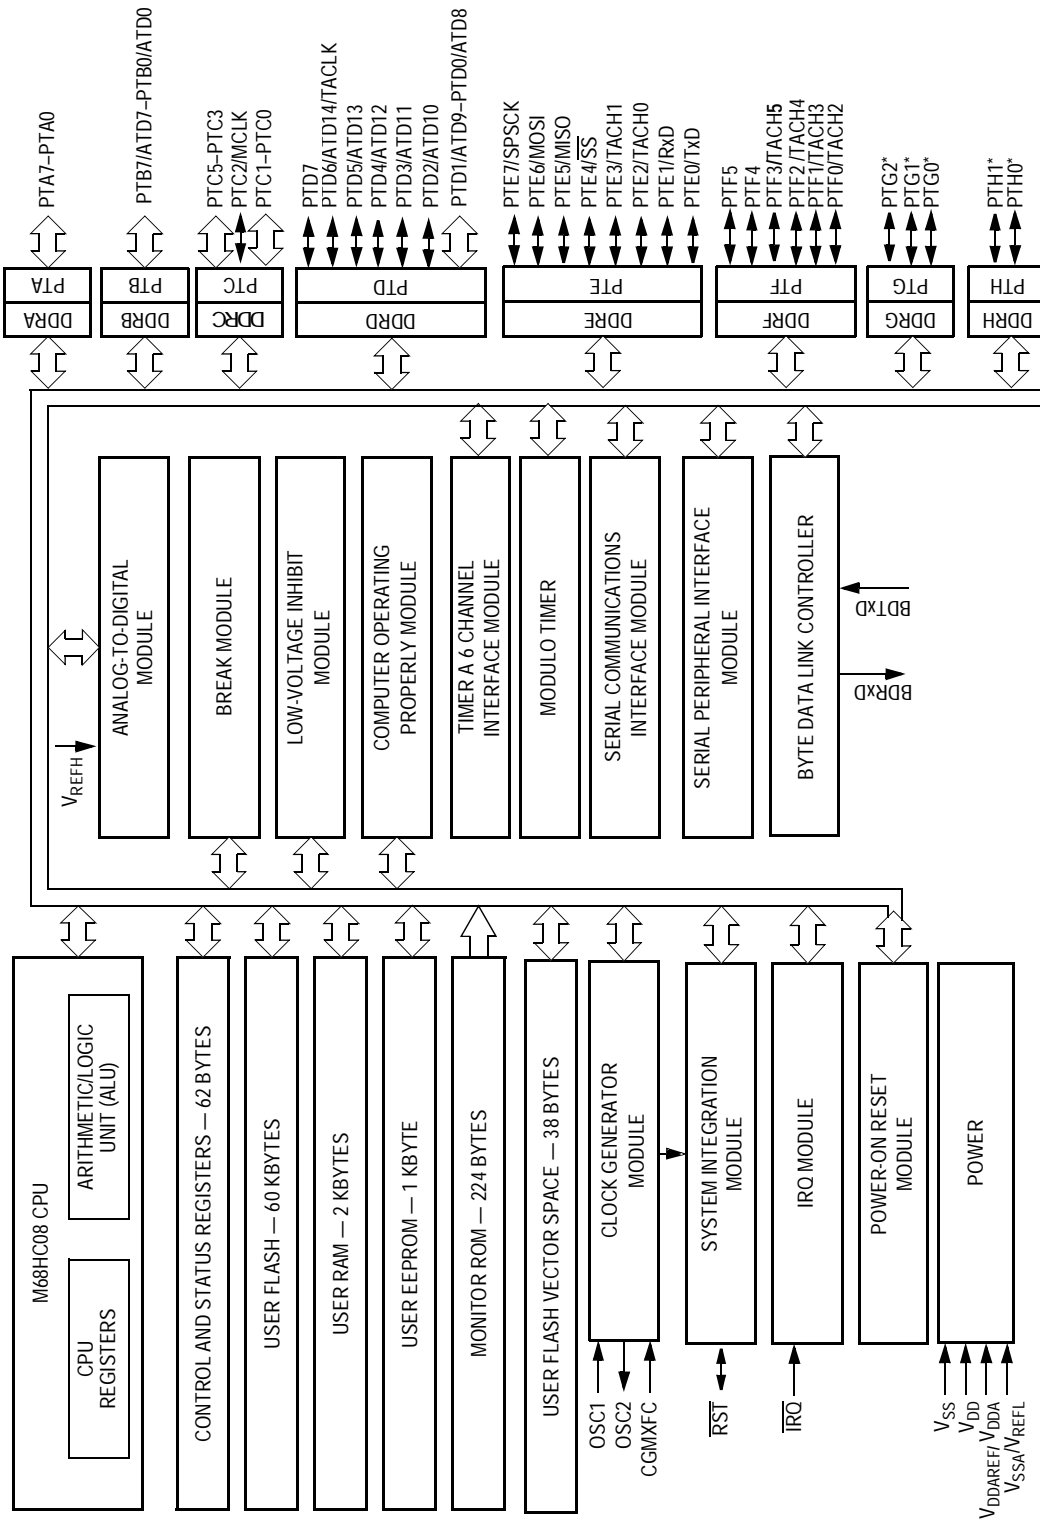 M68HC08 CPU
CPU
REGISTERS
ARITHMETIC/LOGIC
UNIT (ALU)
CONTROL AND STATUS REGISTERS — 62 BYTES
USER FLASH — 60 KBYTES
USER RAM — 2 KBYTES
USER EEPROM — 1 KBYTE
MONITOR ROM — 224 BYTES
USER FLASH VECTOR SPACE — 38 BYTES
OSC1
OSC2
CGMXFC
CLOCK GENERATOR
MODULE
RST
SYSTEM INTEGRATION
MODULE
IRQ
IRQ MODULE
POWER-ON RESET
MODULE
VSS
VDD
VDDAREF/ VDDA
VSSA/VREFL
POWER
VREFH
ANALOG-TO-DIGITAL
MODULE
BREAK MODULE
LOW-VOLTAGE INHIBIT
MODULE
COMPUTER OPERATING
PROPERLY MODULE
TIMER A 6 CHANNEL
INTERFACE MODULE
MODULO TIMER
SERIAL COMMUNICATIONS
INTERFACE MODULE
SERIAL PERIPHERAL INTERFACE
MODULE
BYTE DATA LINK CONTROLLER
BDRxD
BDTxD
DDRA
PTA
PTA7–PTA0
DDRB
PTB
PTB7/ATD7–PTB0/ATD0
DDRC
PTC
PTC5–PTC3
PTC2/MCLK
PTC1–PTC0
DDRD
PTD
PTD7
PTD6/ATD14/TACLK
PTD5/ATD13
PTD4/ATD12
PTD3/ATD11
PTD2/ATD10
PTD1/ATD9–PTD0/ATD8
DDRE
PTE
PTE7/SPSCK
PTE6/MOSI
PTE5/MISO
PTE4/SS
PTE3/TACH1
PTE2/TACH0
PTE1/RxD
PTE0/TxD
DDRF
PTF
PTF5
PTF4
PTF3/TACH5
PTF2 /TACH4
PTF1/TACH3
PTF0/TACH2
DDRG
PTG
PTG2*
PTG1*
PTG0*
DDRH
PTH
PTH1*
PTH0*